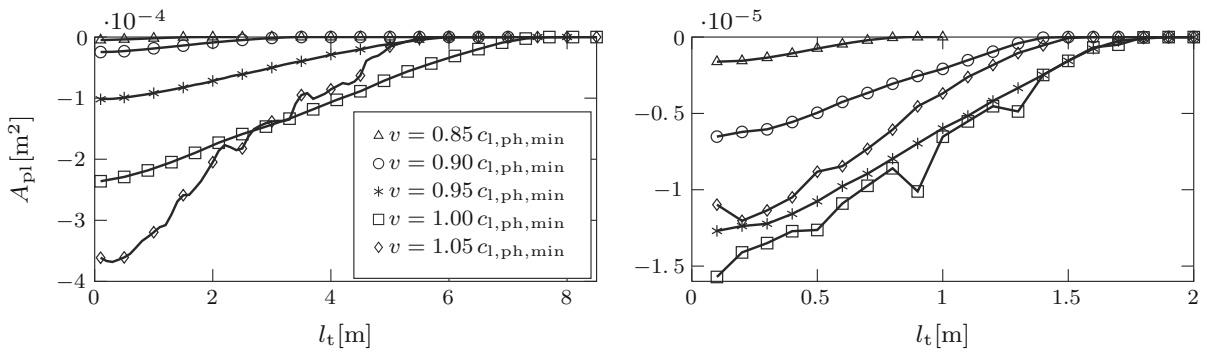 ·10⁻⁴
0
−1
−2
−3
−4
A_pl[m²]
v = 0.85 c_l,ph,min
v = 0.90 c_l,ph,min
v = 0.95 c_l,ph,min
v = 1.00 c_l,ph,min
v = 1.05 c_l,ph,min
0 2 4 6 8
l_t[m]
·10⁻⁵
0
−0.5
−1
−1.5
0 0.5 1 1.5 2
l_t[m]